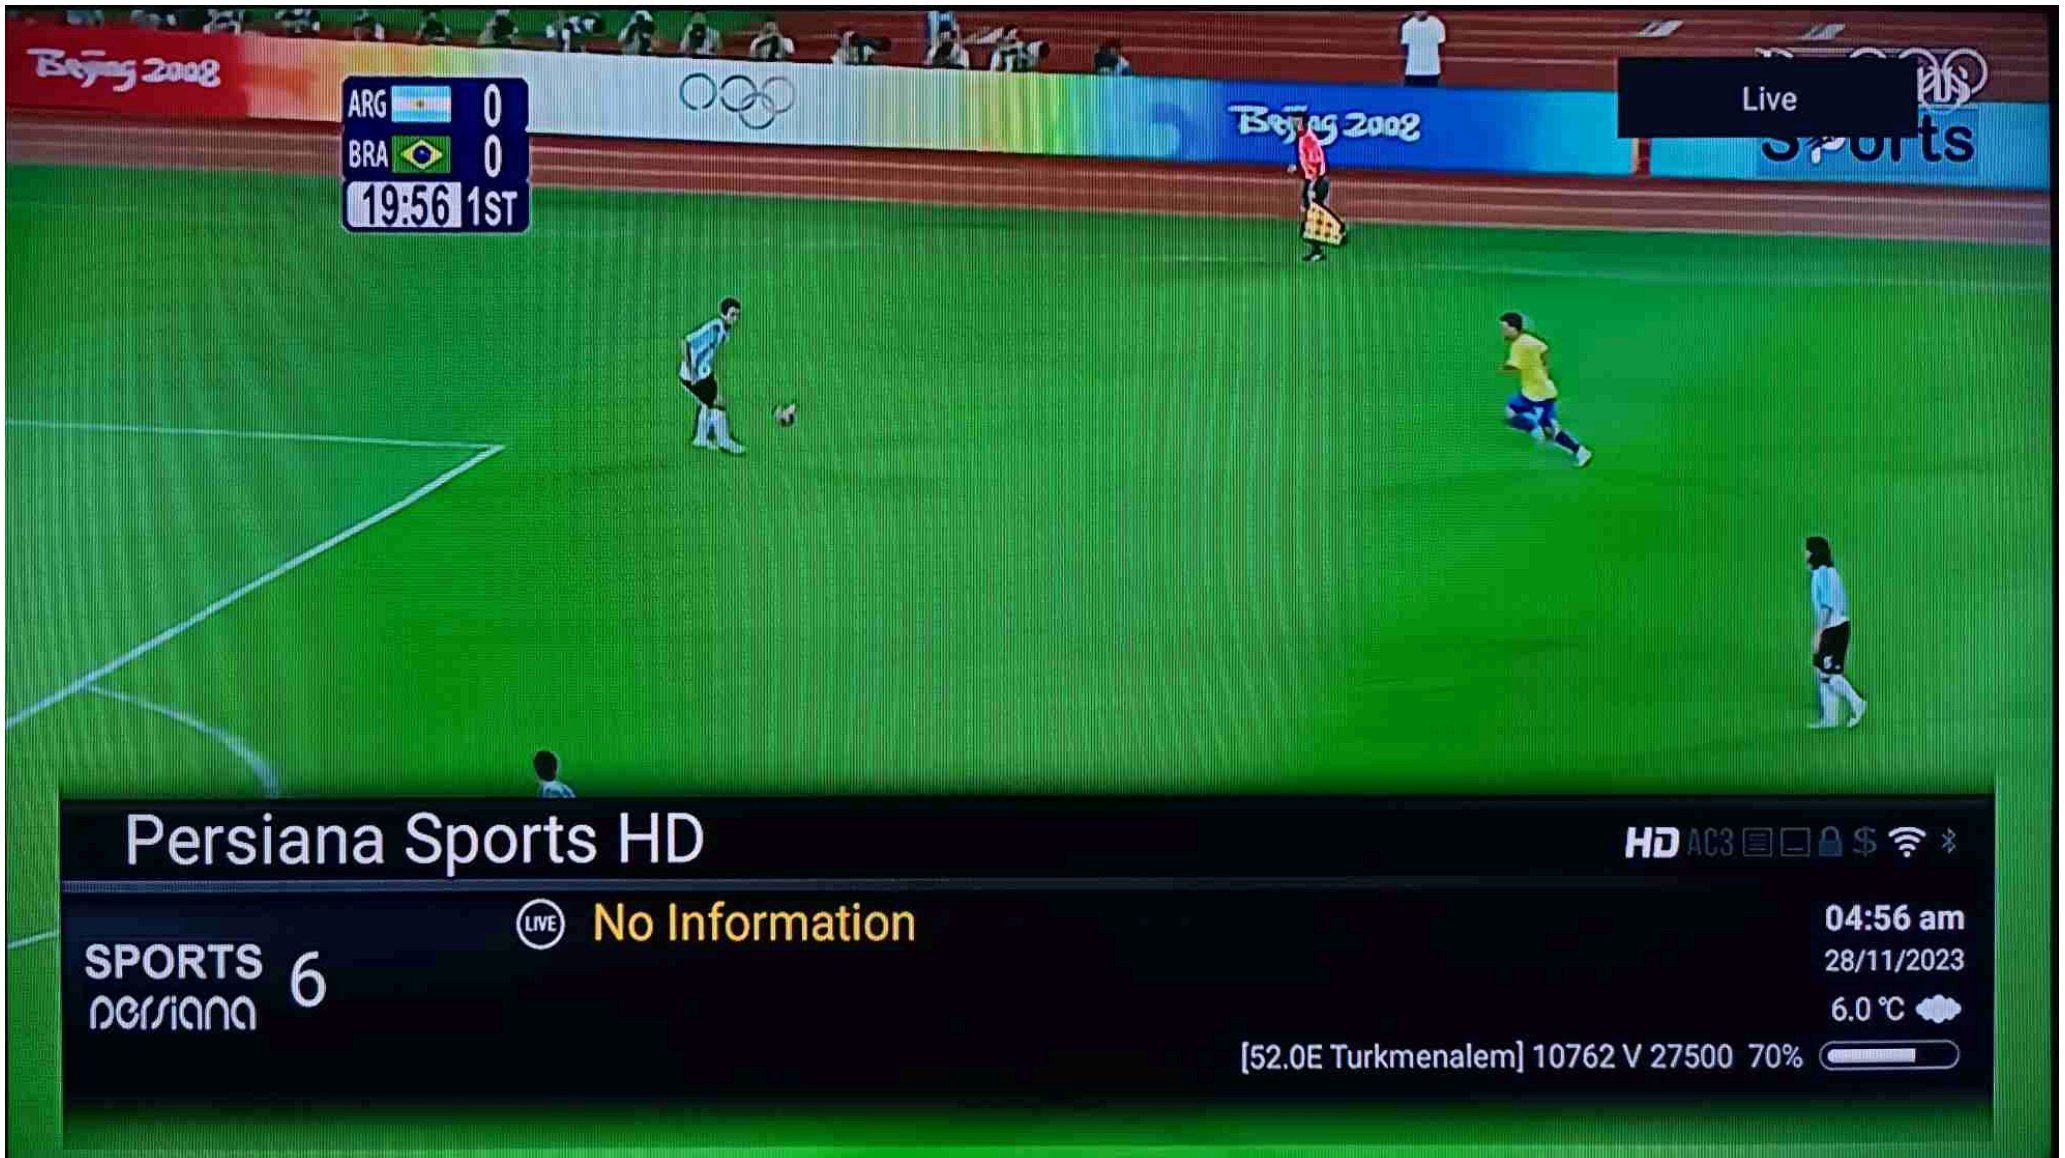 Beijing 2008
ARG 0
BRA 0
19:56 1ST
Beijing 2008
Live
Sports
Persiana Sports HD
HD AC3 $
LIVE No Information
SPORTS
persiana
6
04:56 am
28/11/2023
6.0 °C
[52.0E Turkmenalem] 10762 V 27500 70%